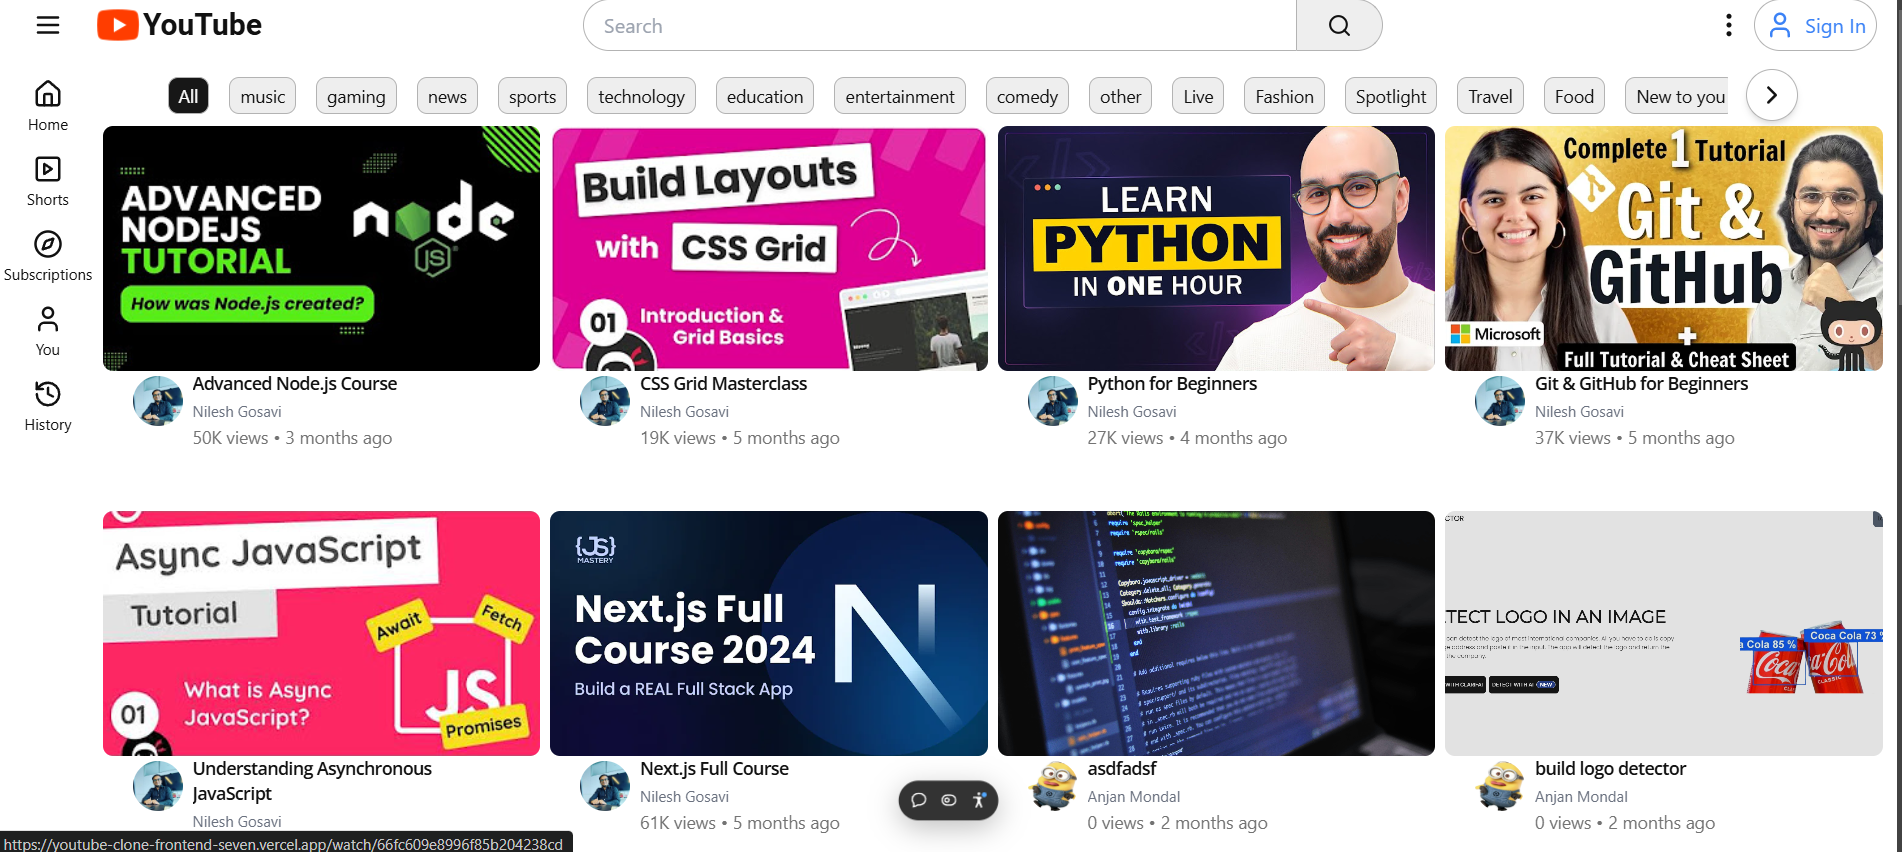 YouTube
Search
Sign In
All
music
gaming
news
sports
technology
education
entertainment
comedy
other
Live
Fashion
Spotlight
Travel
Food
New to you
Home
Shorts
Subscriptions
You
History
ADVANCED
NODEJS
TUTORIAL
How was Node.js created?
node
JS
Advanced Node.js Course
Nilesh Gosavi
50K views • 3 months ago
Build Layouts
with CSS Grid
01
Introduction &
Grid Basics
CSS Grid Masterclass
Nilesh Gosavi
19K views • 5 months ago
LEARN
PYTHON
IN ONE HOUR
Python for Beginners
Nilesh Gosavi
27K views • 4 months ago
Complete 1 Tutorial
Git &
GitHub
Microsoft
+
Full Tutorial & Cheat Sheet
Git & GitHub for Beginners
Nilesh Gosavi
37K views • 5 months ago
Async JavaScript
Tutorial
Await
Fetch
JS
Promises
What is Async
JavaScript?
01
Understanding Asynchronous
JavaScript
Nilesh Gosavi
{JS}
MASTERY
Next.js Full
Course 2024
Build a REAL Full Stack App
N
Next.js Full Course
Nilesh Gosavi
61K views • 5 months ago
asdfadsf
Anjan Mondal
0 views • 2 months ago
CTOR
TECT LOGO IN AN IMAGE
WITH CLARIFAI
DETECT WITH AI NEW
a Cola 85 %
Coca Cola 73 %
build logo detector
Anjan Mondal
0 views • 2 months ago
https://youtube-clone-frontend-seven.vercel.app/watch/66fc609e8996f85b204238cd